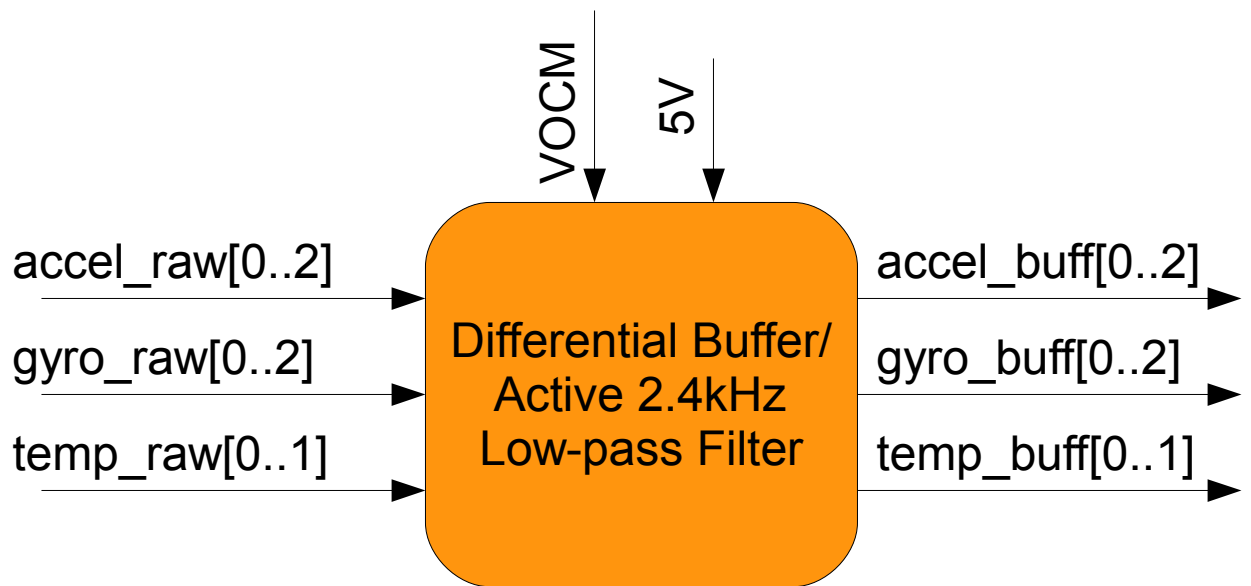 VOCM
5V
accel_raw[0..2]
gyro_raw[0..2]
temp_raw[0..1]
Differential Buffer/
Active 2.4kHz
Low-pass Filter
accel_buff[0..2]
gyro_buff[0..2]
temp_buff[0..1]